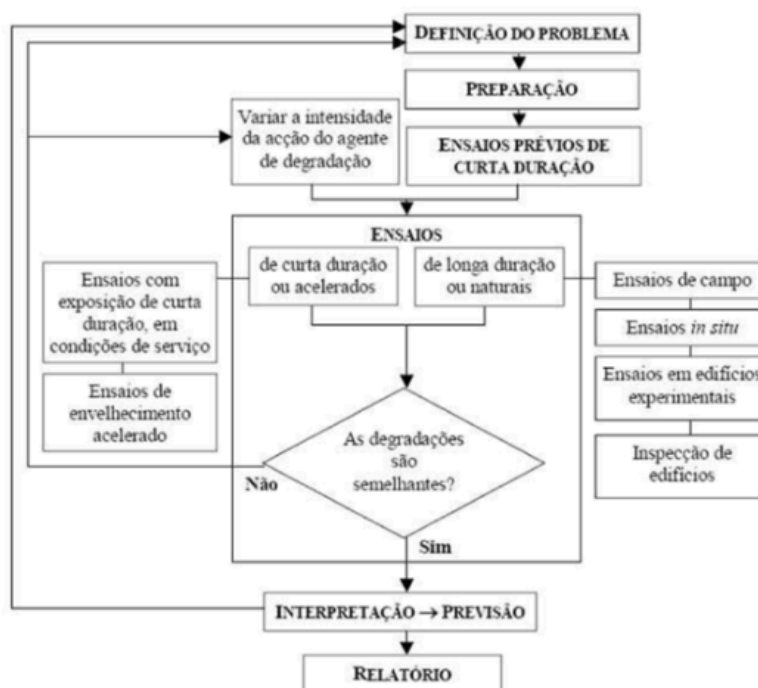 DEFINIÇÃO DO PROBLEMA
PREPARAÇÃO
Variar a intensidade
da acção do agente
de degradação
ENSAIOS PRÉVIOS DE
CURTA DURAÇÃO
ENSAIOS
de curta duração
ou acelerados
de longa duração
ou naturais
Ensaios com
exposição de curta
duração, em
condições de serviço
Ensaios de
envelhecimento
acelerado
Ensaios de campo
Ensaios in situ
Ensaios em edifícios
experimentais
Inspecção de
edifícios
As degradações
são
semelhantes?
Não
Sim
INTERPRETAÇÃO → PREVISÃO
RELATÓRIO